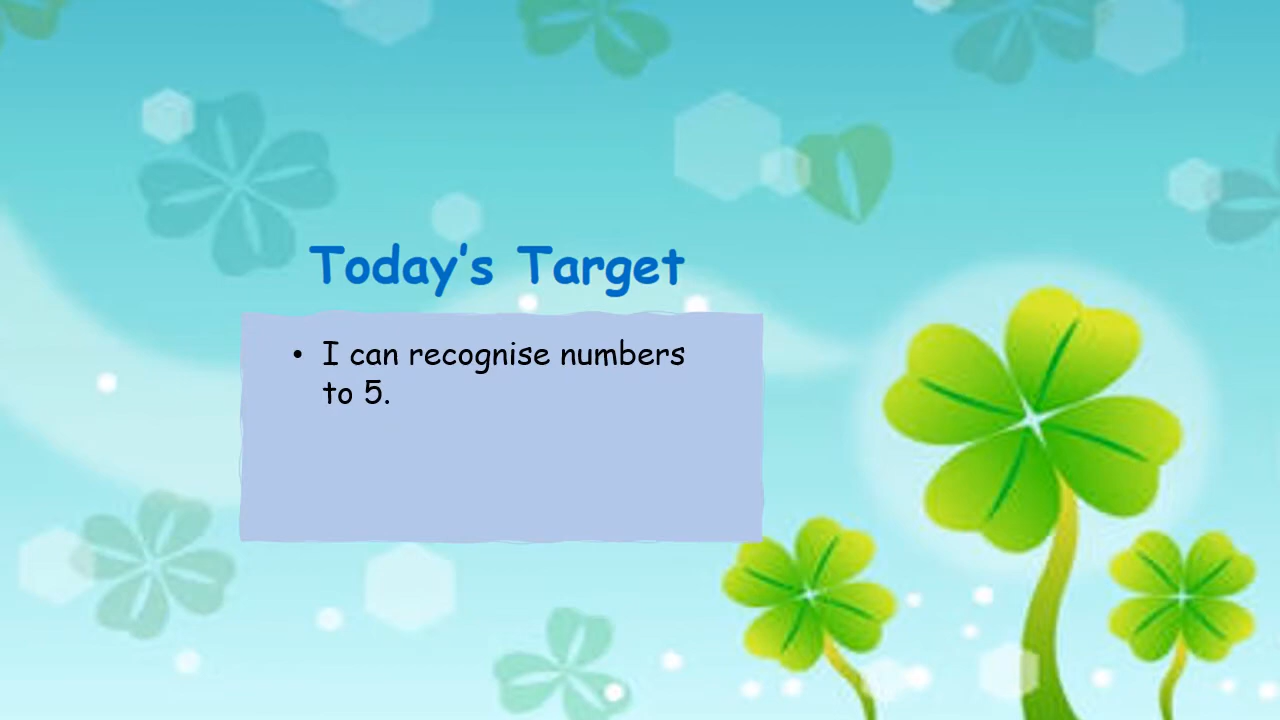 Today’s Target
• I can recognise numbers
to 5.